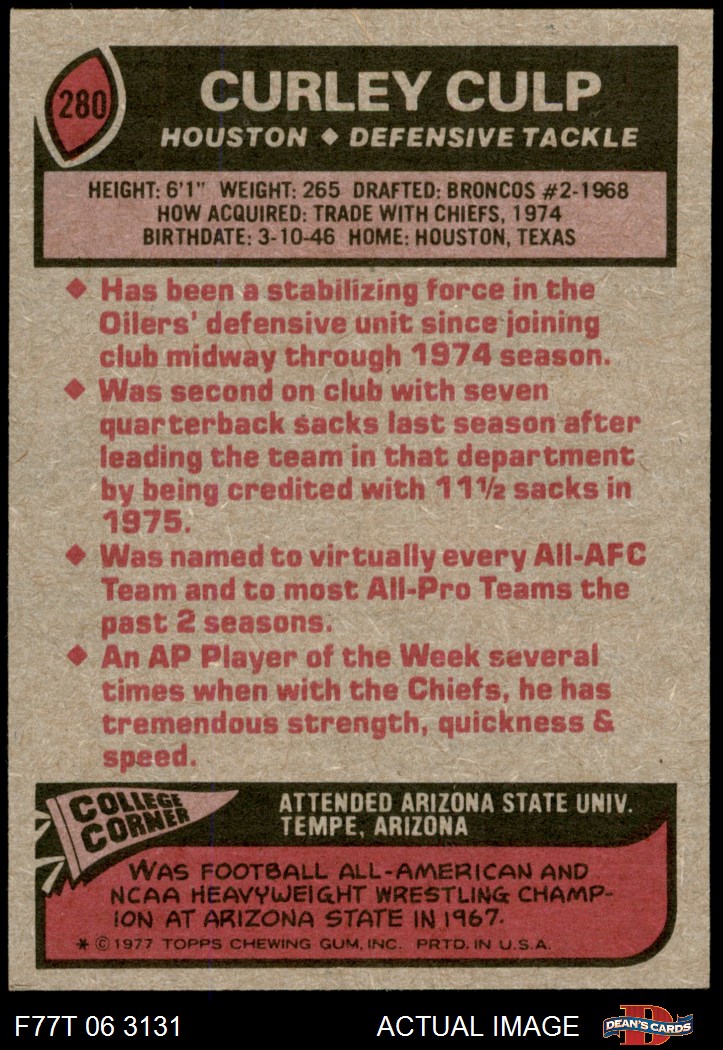 280
CURLEY CULP
HOUSTON ◆ DEFENSIVE TACKLE
HEIGHT: 6'1" WEIGHT: 265 DRAFTED: BRONCOS #2-1968
HOW ACQUIRED: TRADE WITH CHIEFS, 1974
BIRTHDATE: 3-10-46 HOME: HOUSTON, TEXAS
◆ Has been a stabilizing force in the
Oilers' defensive unit since joining
club midway through 1974 season.
◆ Was second on club with seven
quarterback sacks last season after
leading the team in that department
by being credited with 11½ sacks in
1975.
◆ Was named to virtually every All-AFC
Team and to most All-Pro Teams the
past 2 seasons.
◆ An AP Player of the Week several
times when with the Chiefs, he has
tremendous strength, quickness &
speed.
COLLEGE
CORNER
ATTENDED ARIZONA STATE UNIV.
TEMPE, ARIZONA
WAS FOOTBALL ALL-AMERICAN AND
NCAA HEAVYWEIGHT WRESTLING CHAMP-
ION AT ARIZONA STATE IN 1967.
* © 1977 TOPPS CHEWING GUM, INC. PRTD. IN U.S.A.
F77T 06 3131
ACTUAL IMAGE
D
DEAN'S CARDS